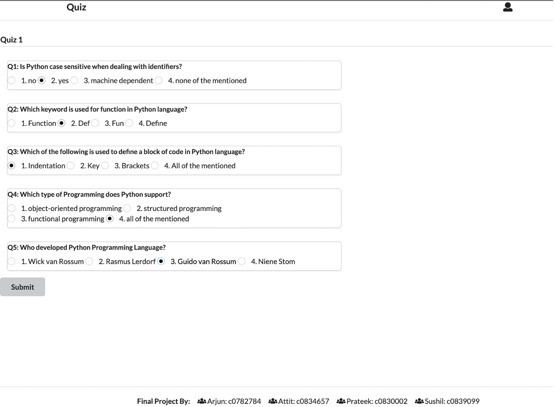 Quiz
Quiz 1
Q1: Is Python case sensitive when dealing with identifiers?
1. no 2. yes 3. machine dependent 4. none of the mentioned
Q2: Which keyword is used for function in Python language?
1. Function 2. Def 3. Fun 4. Define
Q3: Which of the following is used to define a block of code in Python language?
1. Indentation 2. Key 3. Brackets 4. All of the mentioned
Q4: Which type of Programming does Python support?
1. object-oriented programming 2. structured programming
3. functional programming 4. all of the mentioned
Q5: Who developed Python Programming Language?
1. Wick van Rossum 2. Rasmus Lerdorf 3. Guido van Rossum 4. Niene Stom
Submit
Final Project By: Arjun: c0782784 Attit: c0834657 Prateek: c0830002 Sushil: c0839099